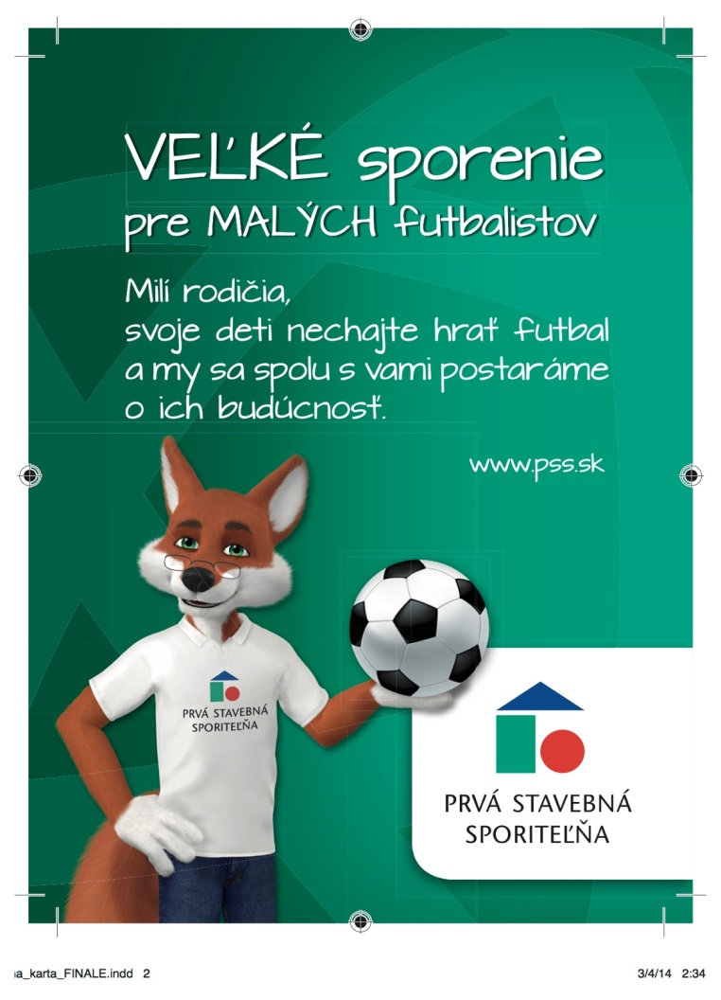 VEĽKÉ sporenie
pre MALÝCH futbalistov
Milí rodičia,
svoje deti nechajte hrať futbal
a my sa spolu s vami postaráme
o ich budúcnosť.
www.pss.sk
PRVÁ STAVEBNÁ
SPORITEĽŇA
PRVÁ STAVEBNÁ
SPORITEĽŇA
a_karta_FINALE.indd 2
3/4/14 2:34